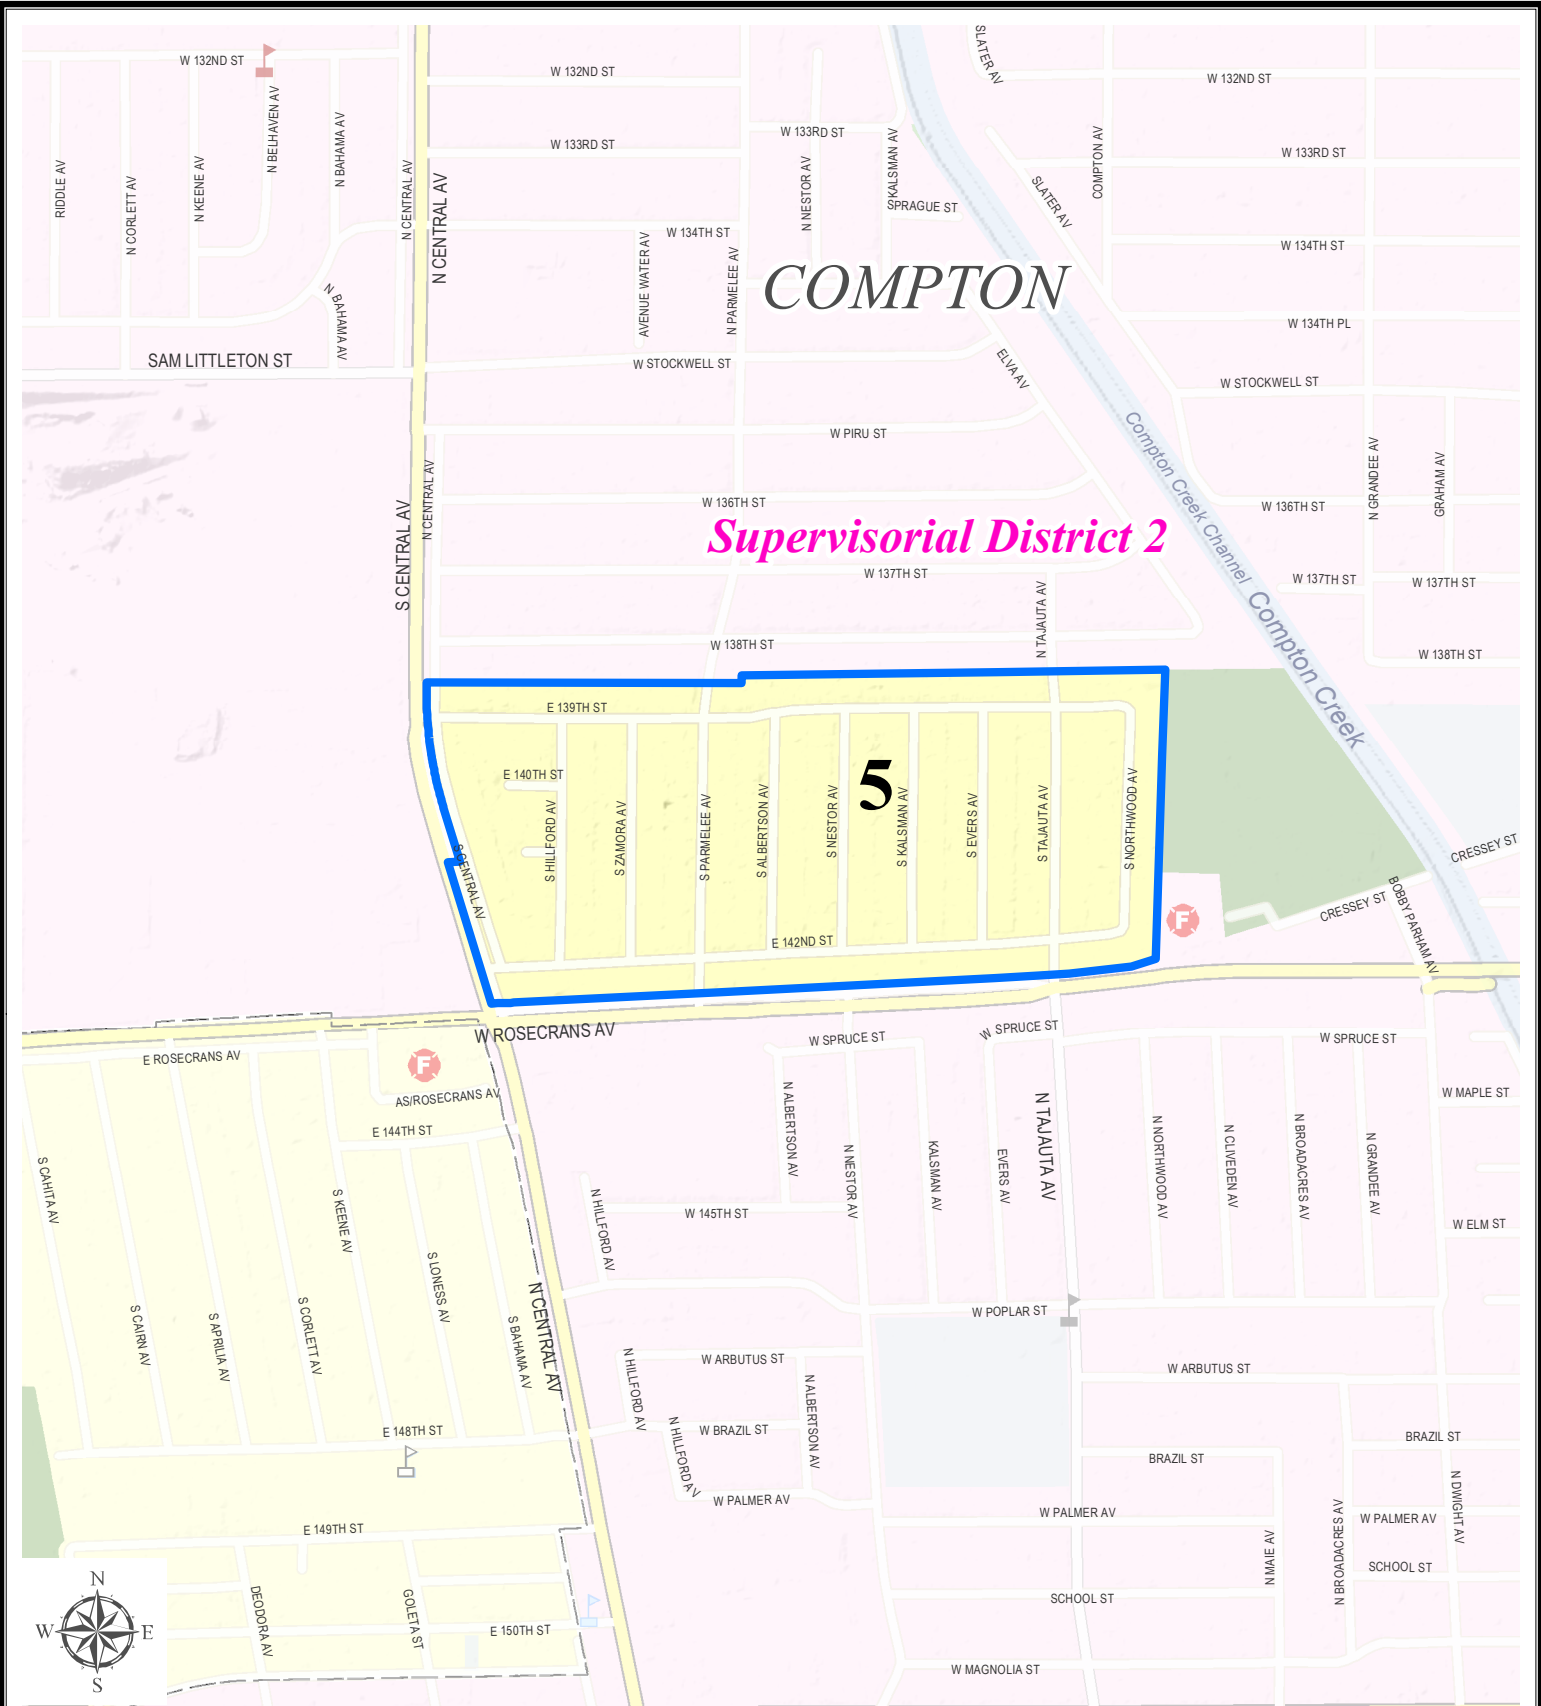 W 132ND ST
W 132ND ST
SLATER AV
W 132ND ST
RIDDLE AV
N CORLETT AV
N KEENE AV
N BELHAVEN AV
N BAHAMA AV
N CENTRAL AV
N CENTRAL AV
W 133RD ST
W 133RD ST
N NESTOR AV
KALSMAN AV
SPRAGUE ST
SLATER AV
COMPTON AV
W 133RD ST
W 134TH ST
AVENUE WATER AV
N PARMELEE AV
W 134TH ST
COMPTON
N BAHAMA AV
W 134TH PL
SAM LITTLETON ST
W STOCKWELL ST
ELVA AV
W STOCKWELL ST
W PIRU ST
Compton Creek Channel
N GRANDEE AV
GRAHAM AV
S CENTRAL AV
N CENTRAL AV
W 136TH ST
W 136TH ST
Supervisorial District 2
W 137TH ST
W 137TH ST
W 137TH ST
Compton Creek
N TAJAUTA AV
W 138TH ST
W 138TH ST
E 139TH ST
E 140TH ST
5
S CENTRAL AV
S HILLFORD AV
S ZAMORA AV
S PARMELEE AV
S ALBERTSON AV
S NESTOR AV
S KALSMAN AV
S EVERS AV
S TAJAUTA AV
S NORTHWOOD AV
CRESSEY ST
CRESSEY ST
BOBBY PARHAM AV
F
E 142ND ST
W ROSECRANS AV
E ROSECRANS AV
F
AS/ROSECRANS AV
W SPRUCE ST
W SPRUCE ST
W SPRUCE ST
W MAPLE ST
E 144TH ST
S CAHITA AV
S KEENE AV
N ALBERTSON AV
N NESTOR AV
KALSMAN AV
EVERS AV
N TAJAUTA AV
N NORTHWOOD AV
N CLIVEDEN AV
N BROADACRES AV
N GRANDEE AV
N HILLFORD AV
W 145TH ST
W ELM ST
S LONESS AV
S CAIRN AV
S APRILIA AV
S CORLETT AV
S BAHAMA AV
N CENTRAL AV
W POPLAR ST
W ARBUTUS ST
W ARBUTUS ST
N HILLFORD AV
N ALBERTSON AV
E 148TH ST
N HILLFORD AV
W BRAZIL ST
BRAZIL ST
BRAZIL ST
W PALMER AV
W PALMER AV
W PALMER AV
N DWIGHT AV
E 149TH ST
N MAIE AV
N BROADACRES AV
SCHOOL ST
SCHOOL ST
DEODORA AV
GOLETA ST
E 150TH ST
W MAGNOLIA ST
N
W
E
S